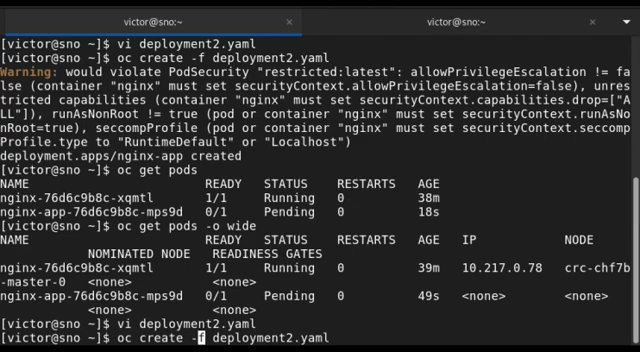 victor@sno:~ × victor@sno:~ ×
[victor@sno ~]$ vi deployment2.yaml
[victor@sno ~]$ oc create -f deployment2.yaml
Warning: would violate PodSecurity "restricted:latest": allowPrivilegeEscalation != fa
lse (container "nginx" must set securityContext.allowPrivilegeEscalation=false), unres
tricted capabilities (container "nginx" must set securityContext.capabilities.drop=["A
LL"]), runAsNonRoot != true (pod or container "nginx" must set securityContext.runAsNo
nRoot=true), seccompProfile (pod or container "nginx" must set securityContext.seccomp
Profile.type to "RuntimeDefault" or "Localhost")
deployment.apps/nginx-app created
[victor@sno ~]$ oc get pods
NAME READY STATUS RESTARTS AGE
nginx-76d6c9b8c-xqmtl 1/1 Running 0 38m
nginx-app-76d6c9b8c-mps9d 0/1 Pending 0 18s
[victor@sno ~]$ oc get pods -o wide
NAME READY STATUS RESTARTS AGE IP NODE
NOMINATED NODE READINESS GATES
nginx-76d6c9b8c-xqmtl 1/1 Running 0 39m 10.217.0.78 crc-chf7b
-master-0 <none> <none>
nginx-app-76d6c9b8c-mps9d 0/1 Pending 0 49s <none> <none>
<none> <none>
[victor@sno ~]$ vi deployment2.yaml
[victor@sno ~]$ oc create -f deployment2.yaml